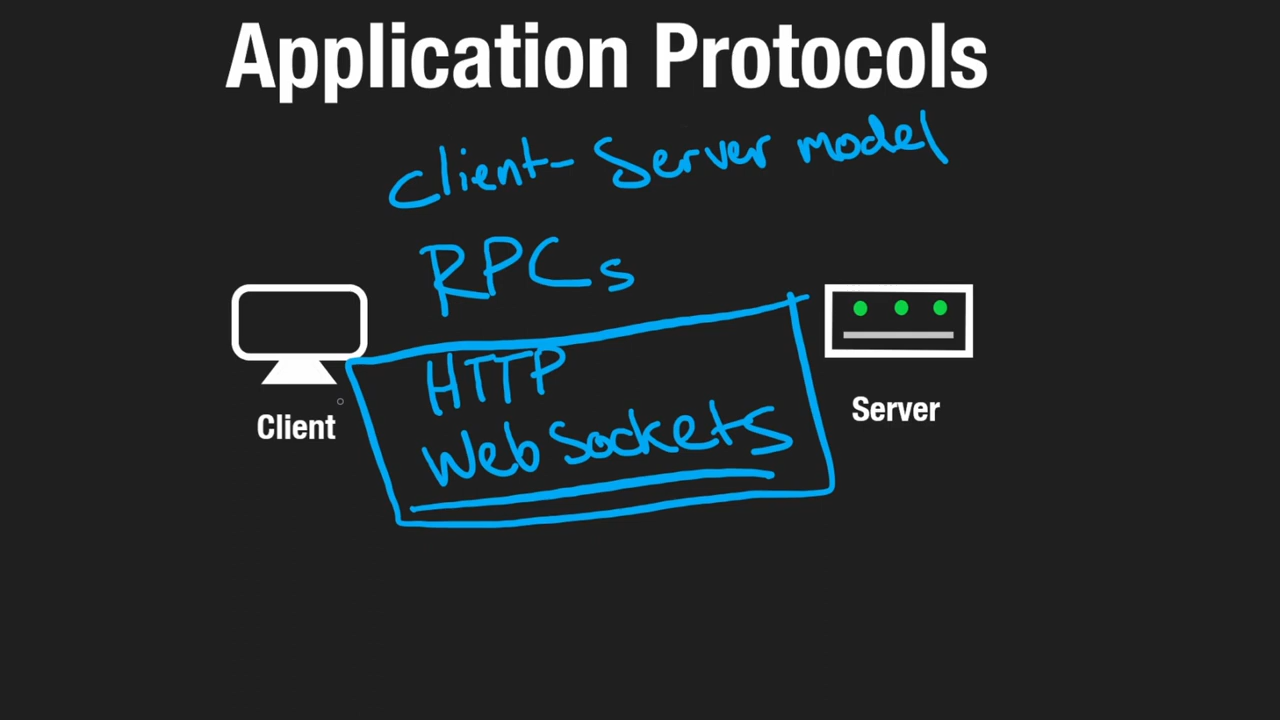 Application Protocols
Client-Server model
RPCs
HTTP
WebSockets
Client
Server